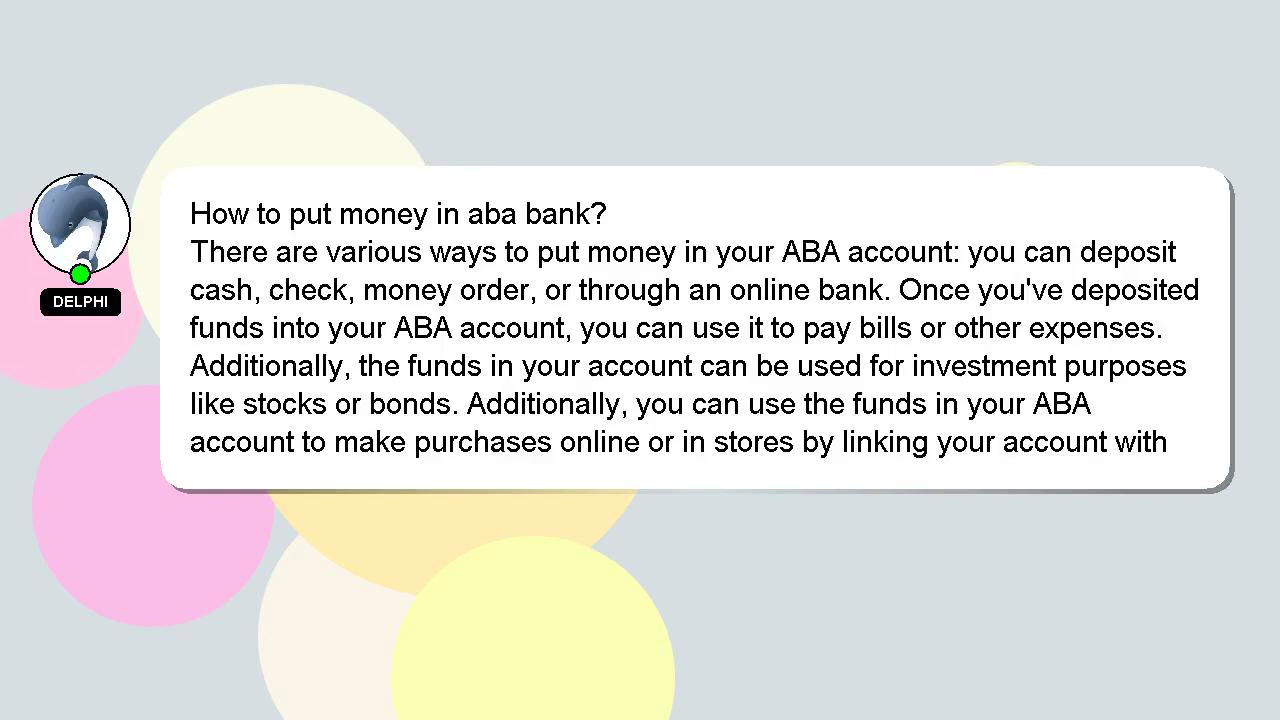 How to put money in aba bank?
There are various ways to put money in your ABA account: you can deposit
cash, check, money order, or through an online bank. Once you've deposited
funds into your ABA account, you can use it to pay bills or other expenses.
Additionally, the funds in your account can be used for investment purposes
like stocks or bonds. Additionally, you can use the funds in your ABA
account to make purchases online or in stores by linking your account with
DELPHI